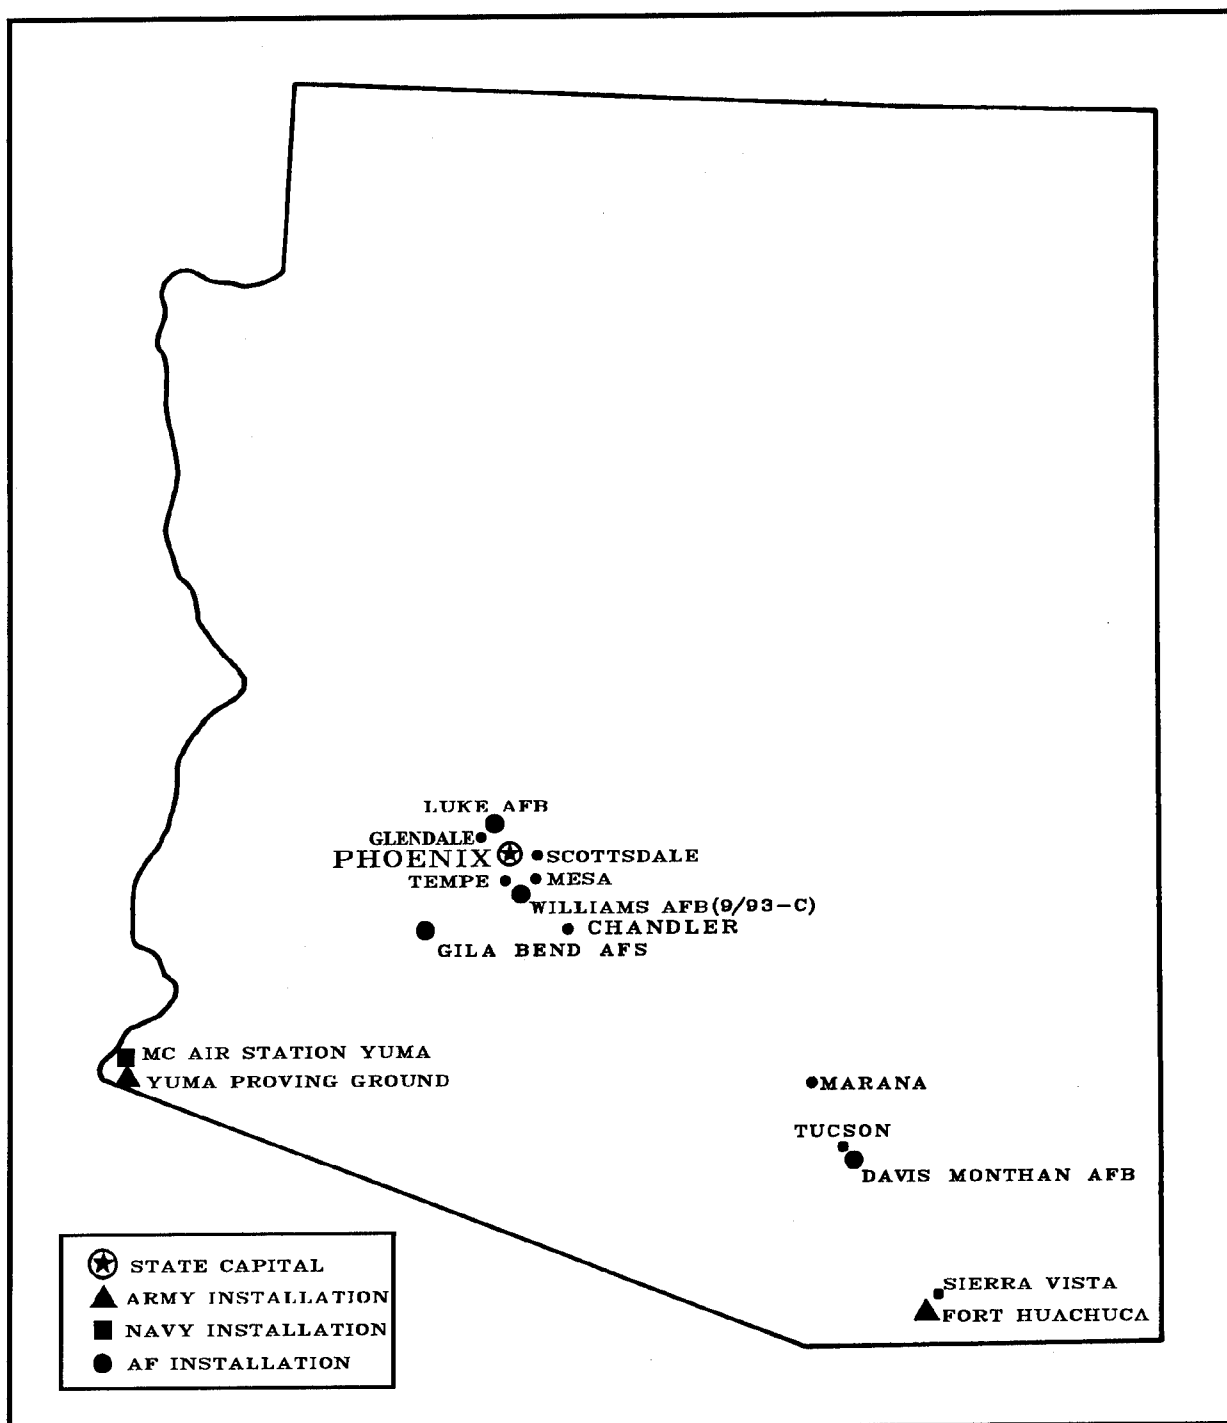 LUKE AFB
GLENDALE
PHOENIX
SCOTTSDALE
TEMPE
MESA
WILLIAMS AFB(9/93-C)
CHANDLER
GILA BEND AFS
MC AIR STATION YUMA
YUMA PROVING GROUND
MARANA
TUCSON
DAVIS MONTHAN AFB
SIERRA VISTA
FORT HUACHUCA
STATE CAPITAL
ARMY INSTALLATION
NAVY INSTALLATION
AF INSTALLATION